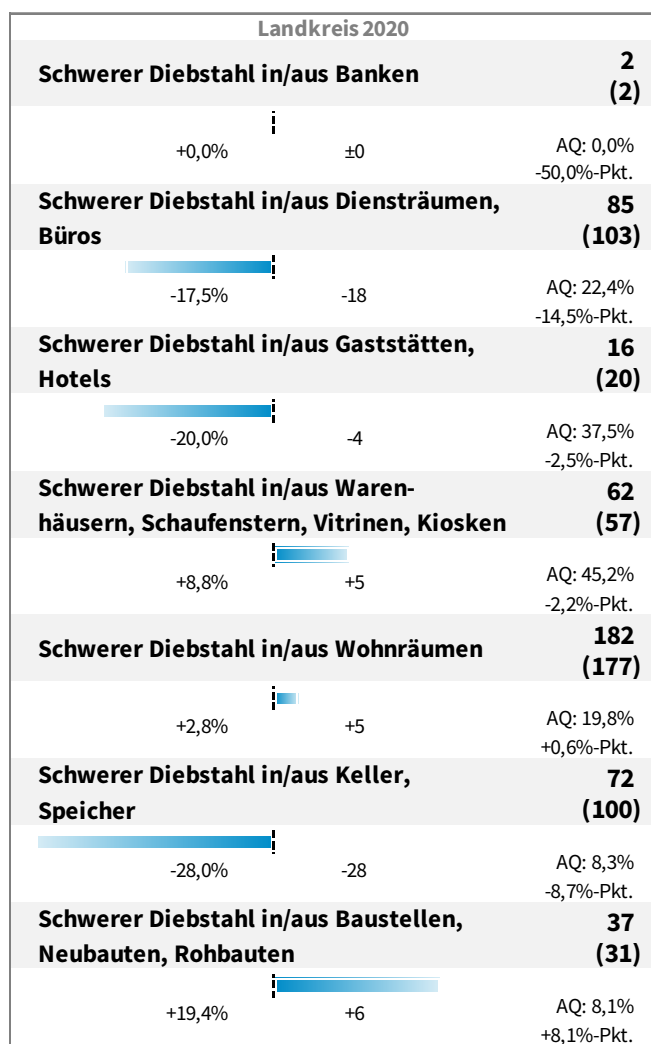 Landkreis 2020
Schwerer Diebstahl in/aus Banken
2
(2)
+0,0% ±0 AQ: 0,0%
-50,0%-Pkt.
Schwerer Diebstahl in/aus Diensträumen,
Büros
85
(103)
-17,5% -18 AQ: 22,4%
-14,5%-Pkt.
Schwerer Diebstahl in/aus Gaststätten,
Hotels
16
(20)
-20,0% -4 AQ: 37,5%
-2,5%-Pkt.
Schwerer Diebstahl in/aus Waren-
häusern, Schaufenstern, Vitrinen, Kiosken
62
(57)
+8,8% +5 AQ: 45,2%
-2,2%-Pkt.
Schwerer Diebstahl in/aus Wohnräumen
182
(177)
+2,8% +5 AQ: 19,8%
+0,6%-Pkt.
Schwerer Diebstahl in/aus Keller,
Speicher
72
(100)
-28,0% -28 AQ: 8,3%
-8,7%-Pkt.
Schwerer Diebstahl in/aus Baustellen,
Neubauten, Rohbauten
37
(31)
+19,4% +6 AQ: 8,1%
+8,1%-Pkt.